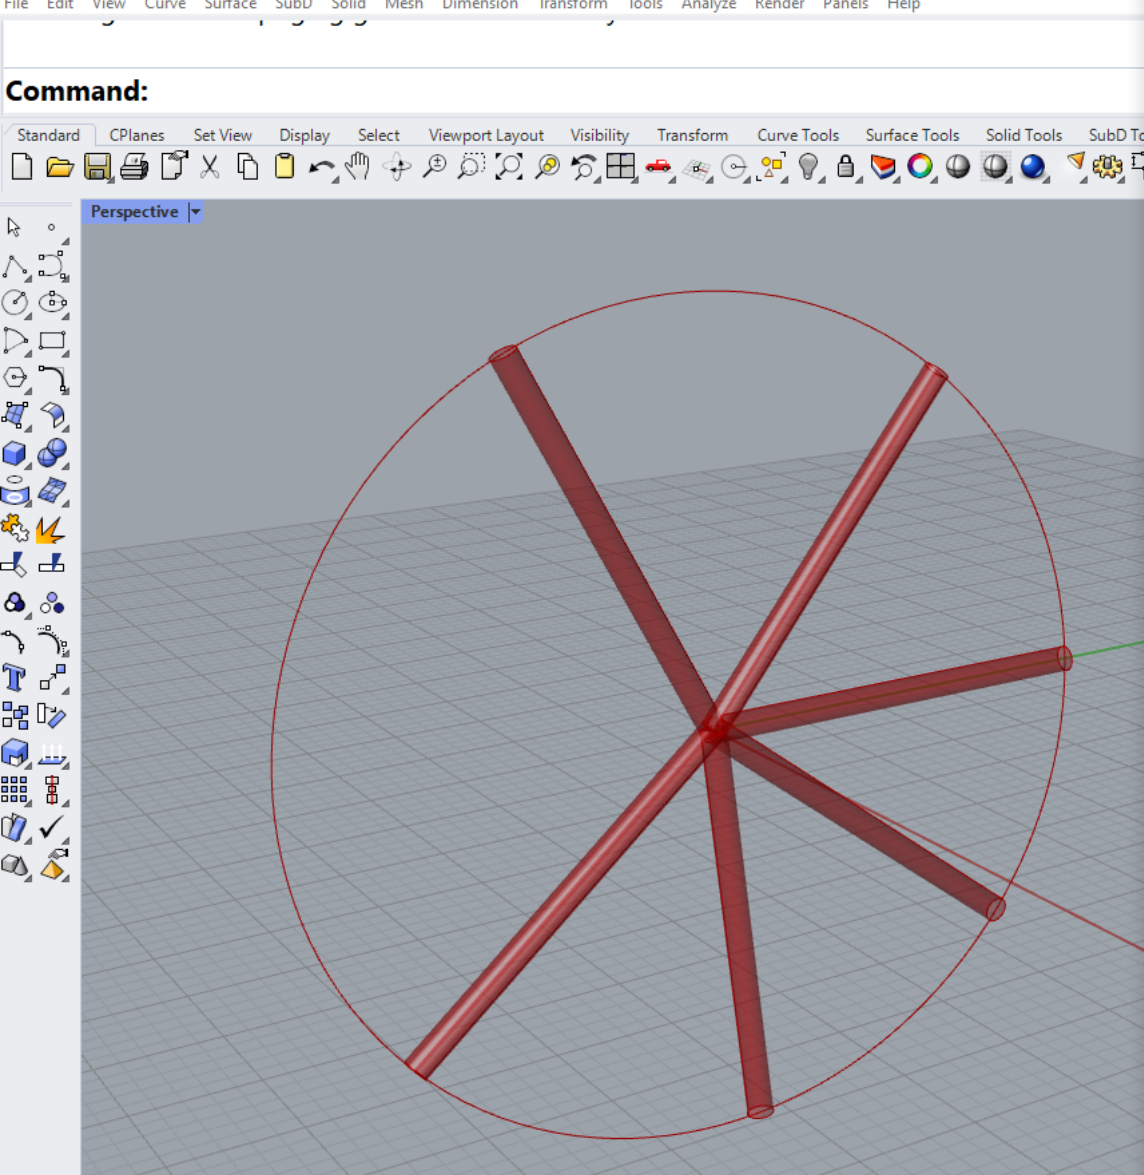 File Edit View Curve Surface SubD Solid Mesh Dimension Transform Tools Analyze Render Panels Help
Command:
Standard CPlanes Set View Display Select Viewport Layout Visibility Transform Curve Tools Surface Tools Solid Tools SubD
Perspective